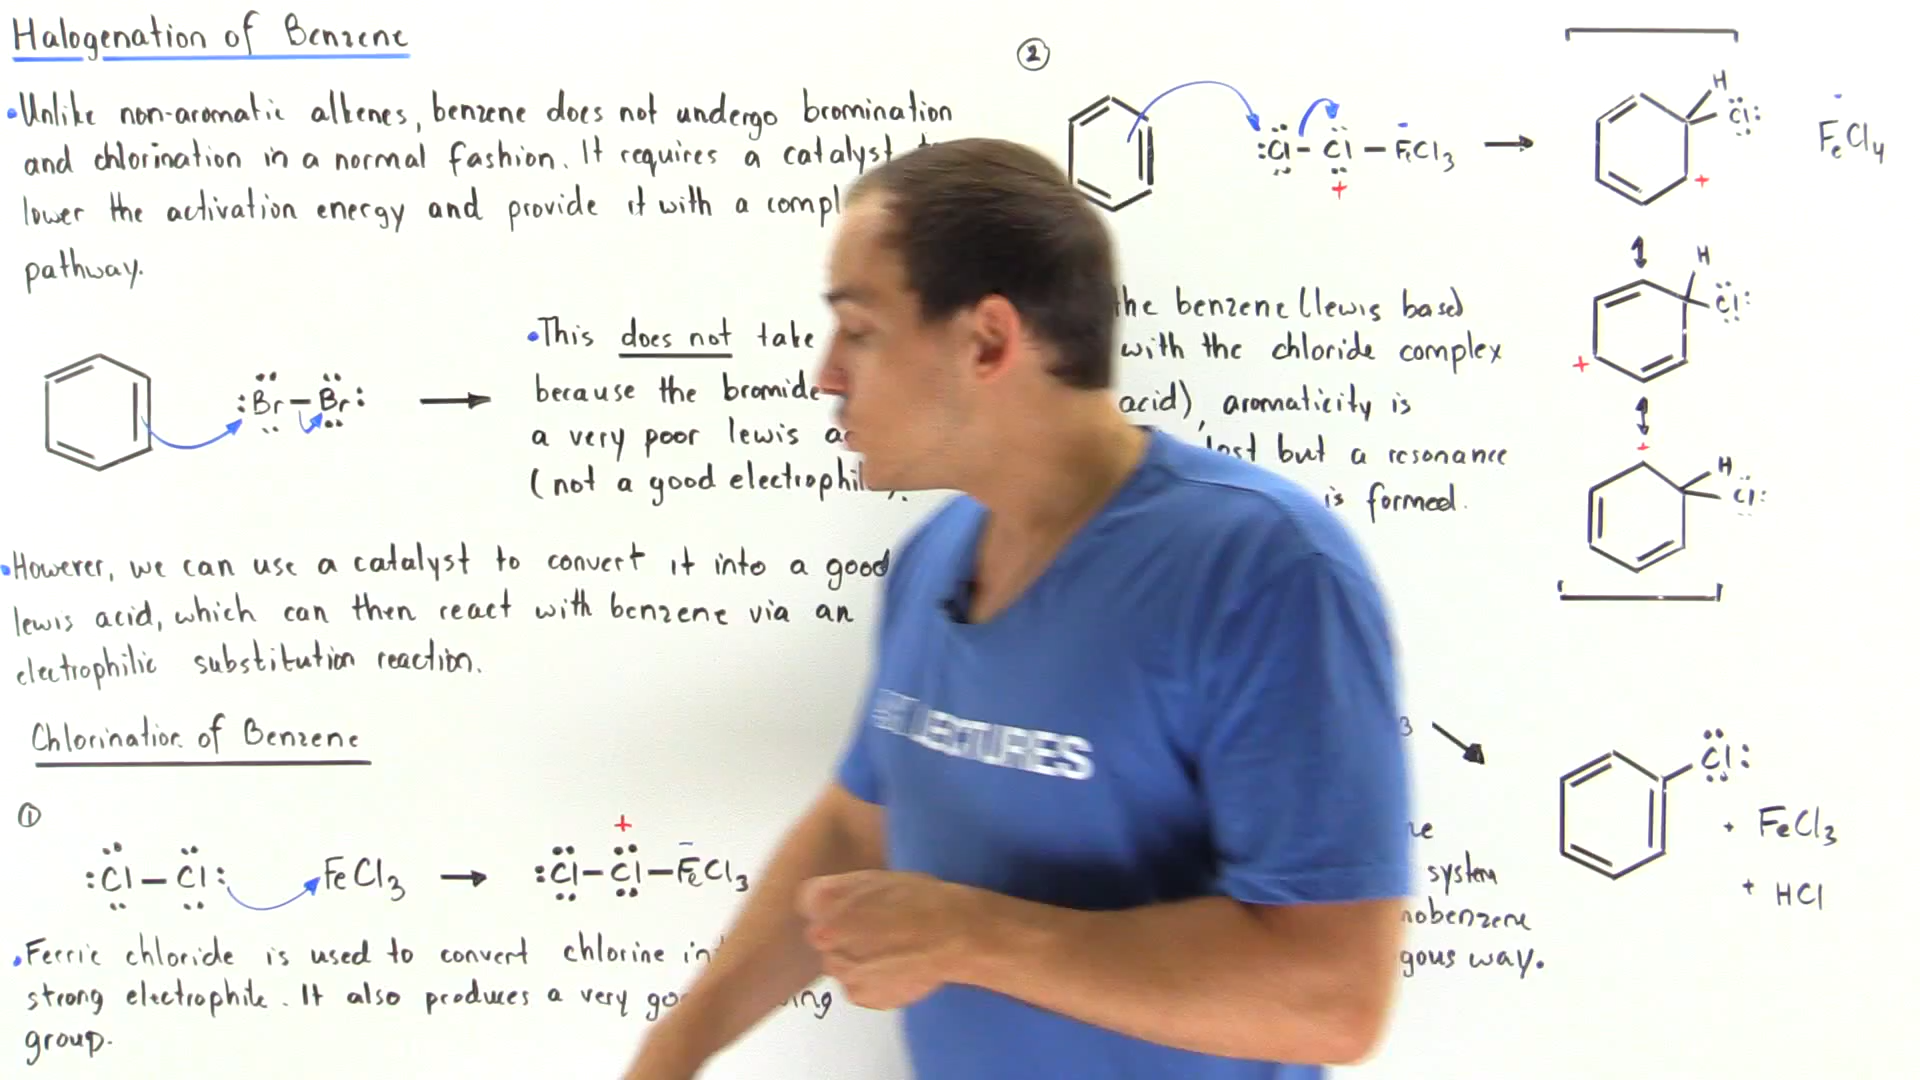 Halogenation of Benzene
•Unlike non-aromatic alkenes, benzene does not undergo bromination
and chlorination in a normal fashion. It requires a catalyst
lower the activation energy and provide it with a
pathway.
:Br–Br:
•This does not take
because the bromide
a very poor lewis
(not a good
•However, we can use a catalyst to convert it into a good
lewis acid, which can then react with benzene via an
electrophilic substitution reaction.
Chlorination of Benzene
①
:Cl–Cl: FeCl3 → :Cl–Cl–FeCl3
+
•Ferric chloride is used to convert chlorine
strong electrophile. It also produces a very
group.
②
:Cl–Cl–FeCl3 →
+
H
Cl:
+
FeCl4
-
the benzene (lewis base)
with the chloride complex
acid), aromaticity is
lost but a resonance
is formed.
H
Cl:
+
+
H
Cl:
3
Cl:
+ FeCl3
+ HCl
system
gous way.
LECTURES